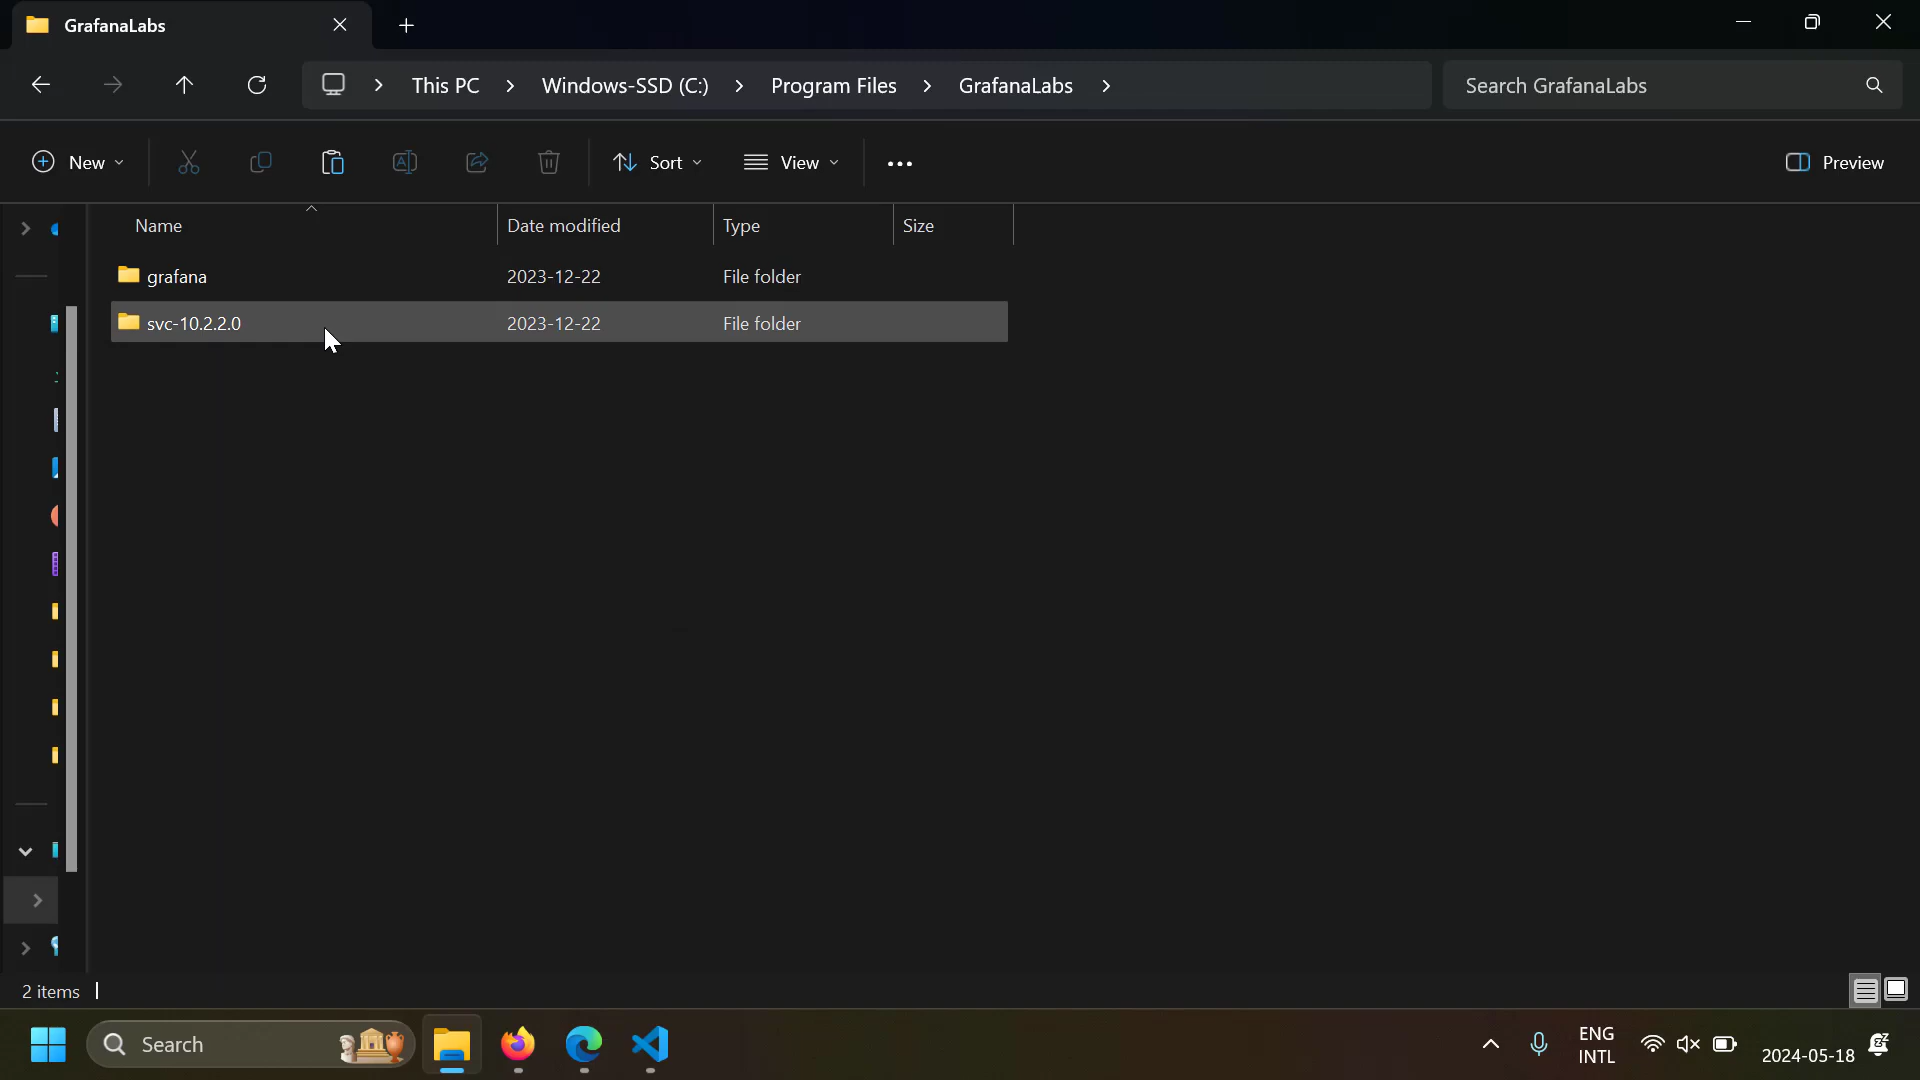 GrafanaLabs
This PC > Windows-SSD (C:) > Program Files > GrafanaLabs >
Search GrafanaLabs
New
Sort
View
Preview
Name Date modified Type Size
grafana 2023-12-22 File folder
svc-10.2.2.0 2023-12-22 File folder
2 items
Search
ENG
INTL
2024-05-18